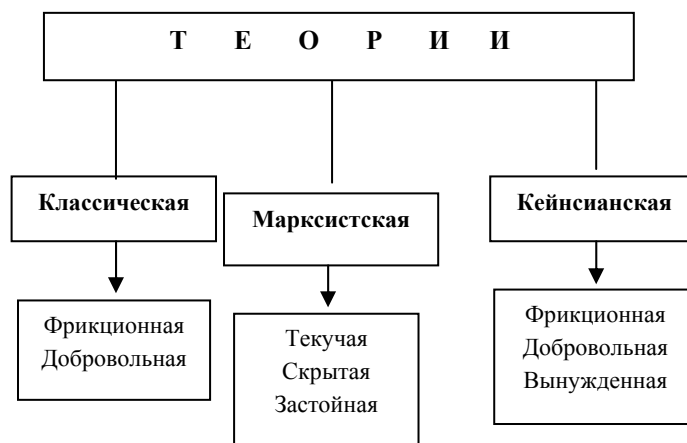 Т Е О Р И И
Классическая
Фрикционная
Добровольная
Марксистская
Текучая
Скрытая
Застойная
Кейнсианская
Фрикционная
Добровольная
Вынужденная